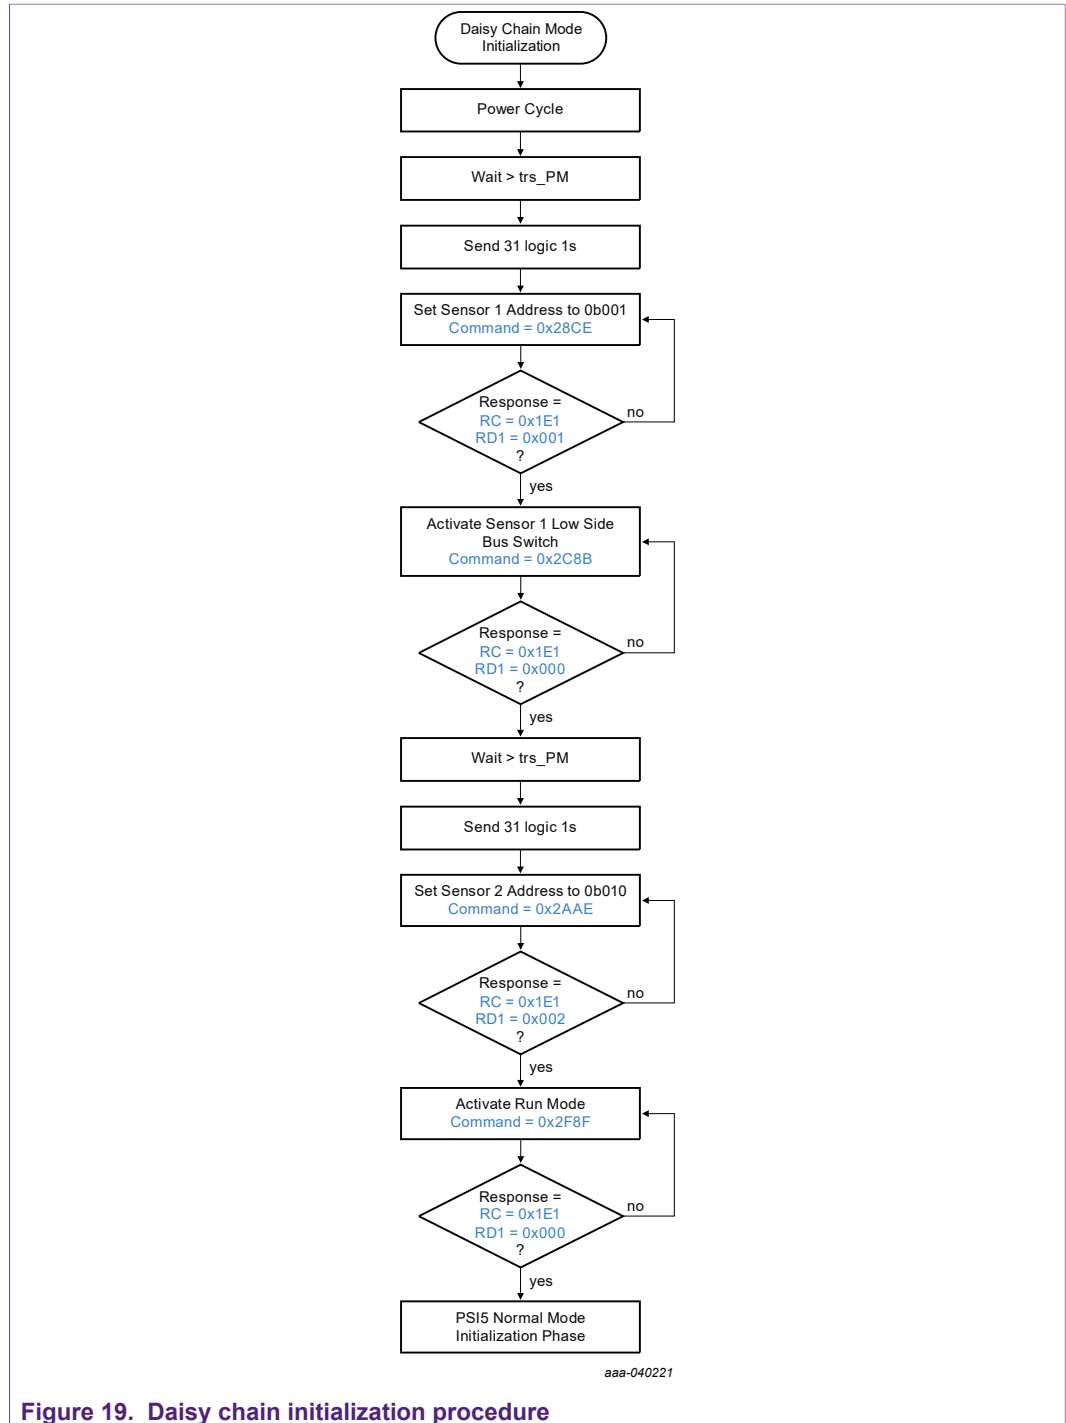 Daisy Chain Mode
Initialization
Power Cycle
Wait > trs_PM
Send 31 logic 1s
Set Sensor 1 Address to 0b001
Command = 0x28CE
Response =
RC = 0x1E1
RD1 = 0x001
?
no
yes
Activate Sensor 1 Low Side
Bus Switch
Command = 0x2C8B
Response =
RC = 0x1E1
RD1 = 0x000
?
no
yes
Wait > trs_PM
Send 31 logic 1s
Set Sensor 2 Address to 0b010
Command = 0x2AAE
Response =
RC = 0x1E1
RD1 = 0x002
?
no
yes
Activate Run Mode
Command = 0x2F8F
Response =
RC = 0x1E1
RD1 = 0x000
?
no
yes
PSI5 Normal Mode
Initialization Phase
aaa-040221
Figure 19. Daisy chain initialization procedure